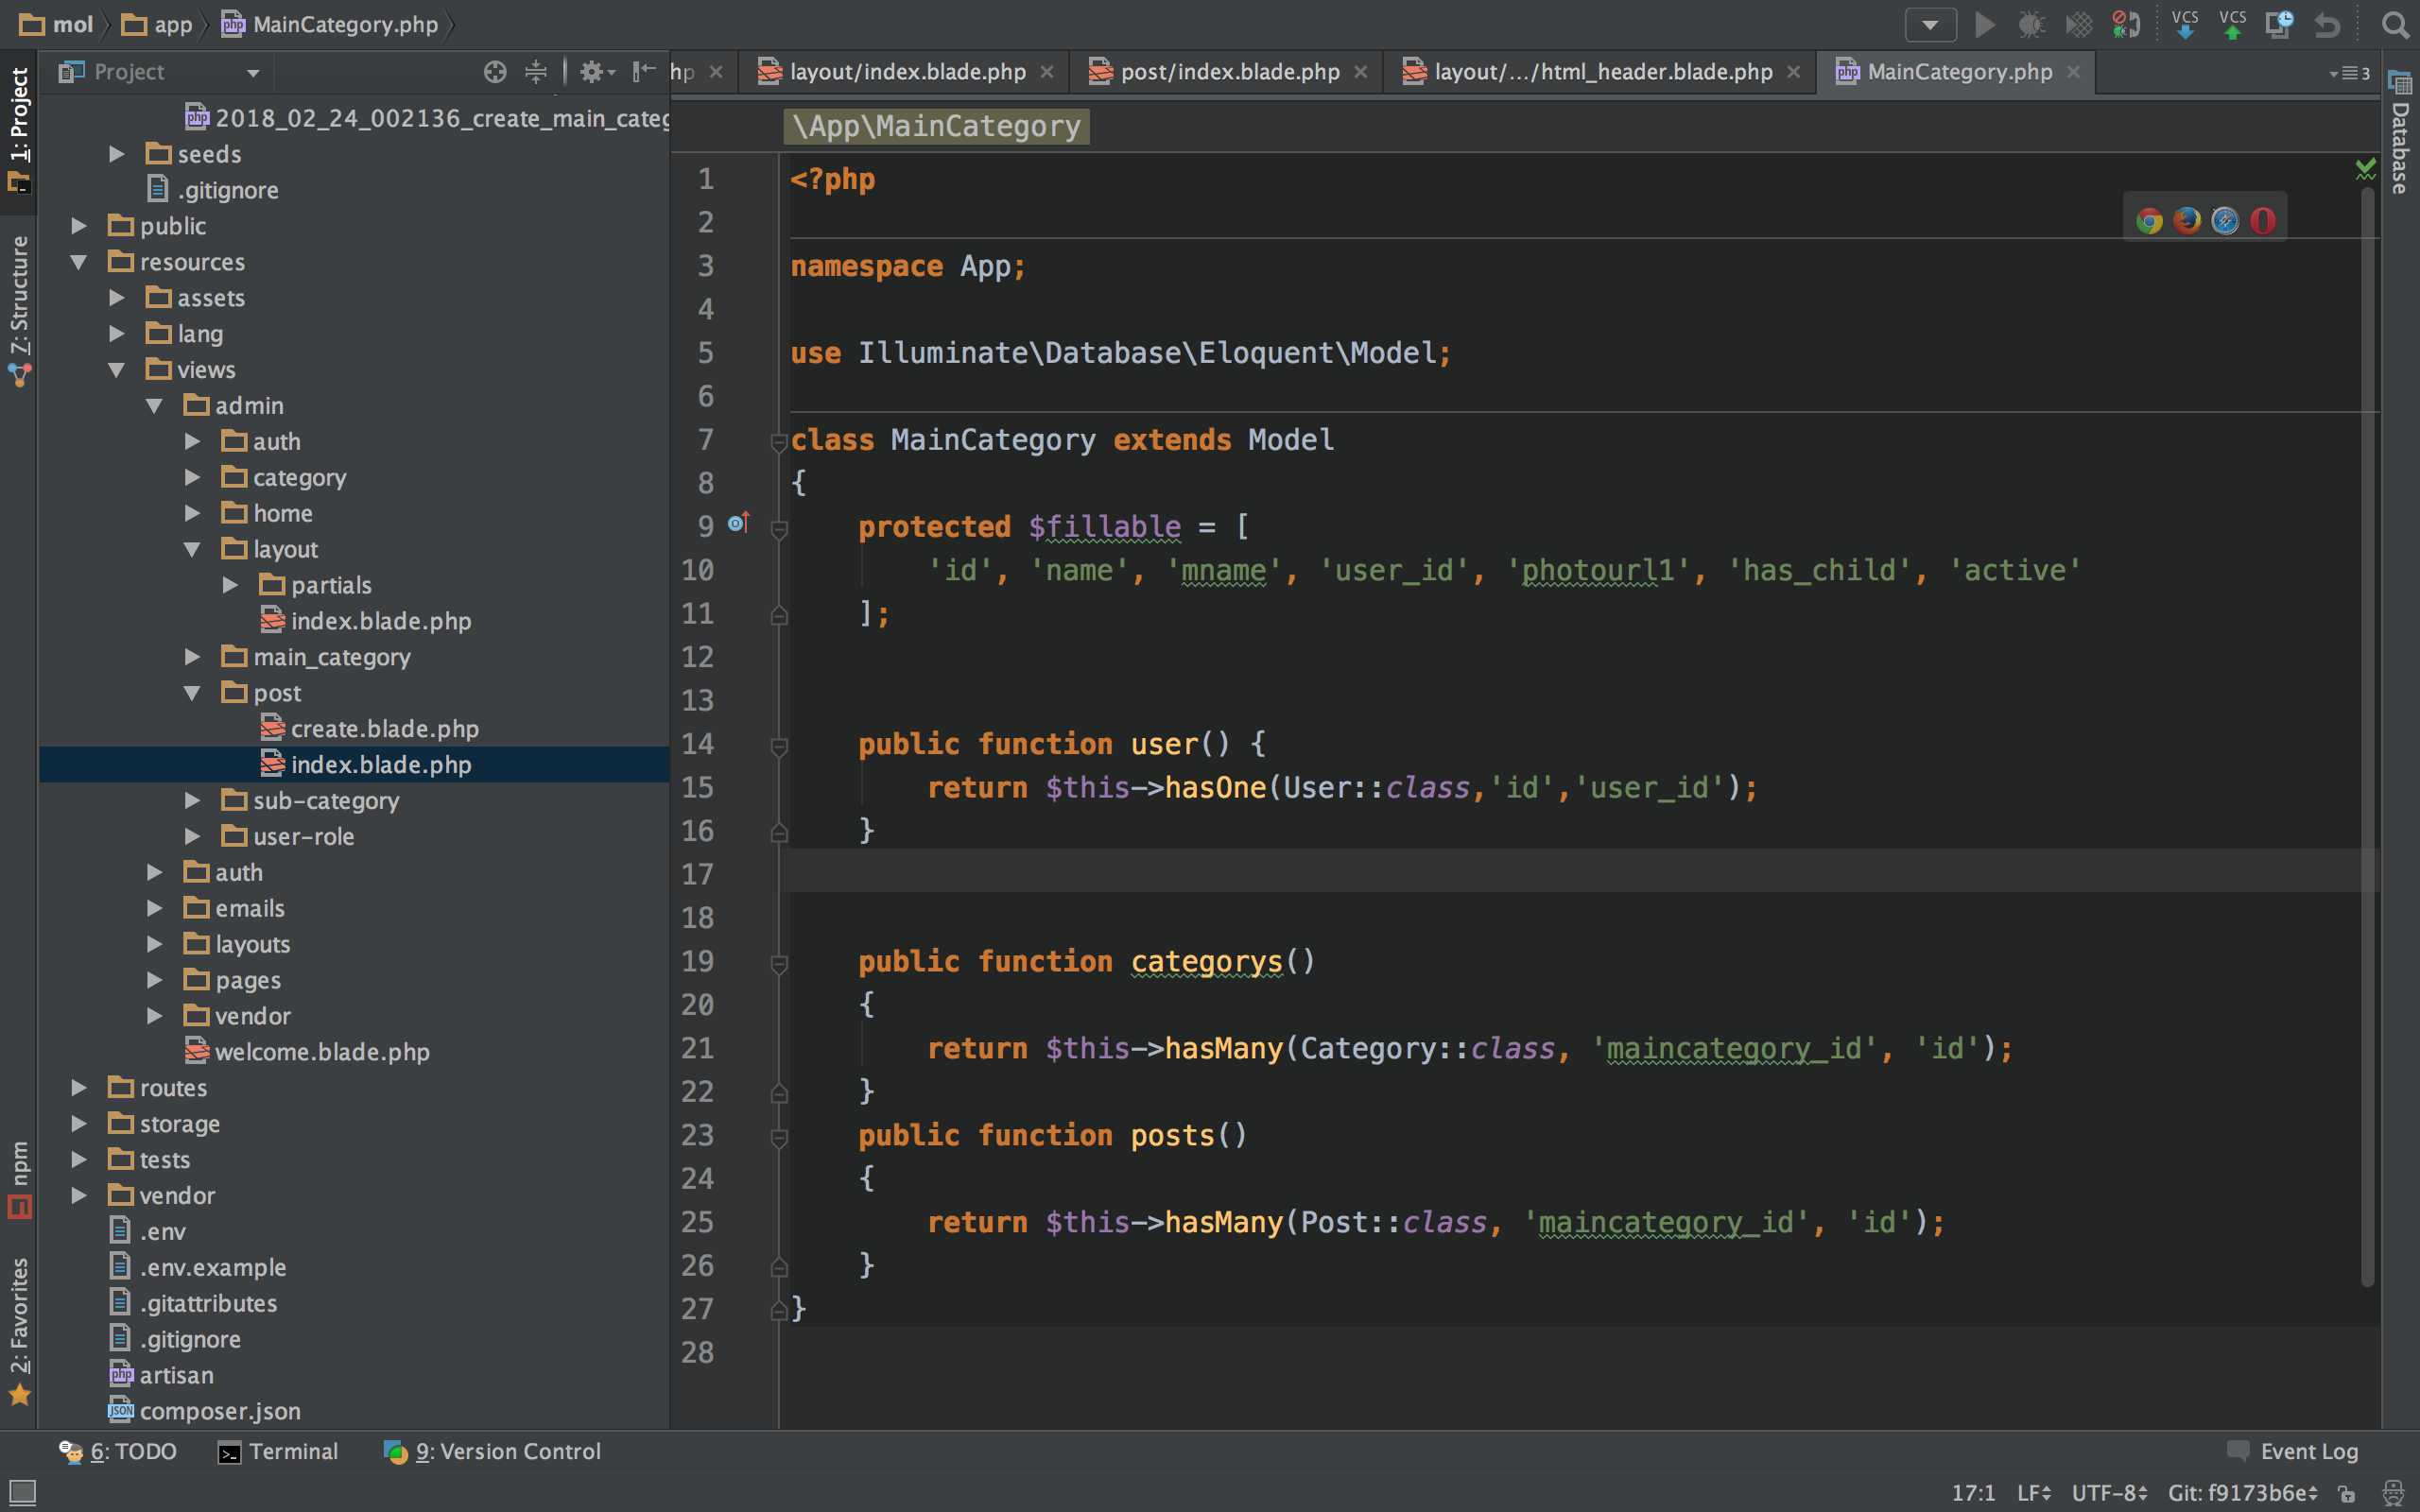 mol app MainCategory.php
VCS VCS
Project
hp layout/index.blade.php post/index.blade.php layout/.../html_header.blade.php MainCategory.php 3
1: Project
7: Structure
npm
2: Favorites
2018_02_24_002136_create_main_categ
seeds
.gitignore
public
resources
assets
lang
views
admin
auth
category
home
layout
partials
index.blade.php
main_category
post
create.blade.php
index.blade.php
sub-category
user-role
auth
emails
layouts
pages
vendor
welcome.blade.php
routes
storage
tests
vendor
.env
.env.example
.gitattributes
.gitignore
artisan
composer.json
\App\MainCategory
1 <?php
2
3 namespace App;
4
5 use Illuminate\Database\Eloquent\Model;
6
7 class MainCategory extends Model
8 {
9 protected $fillable = [
10 'id', 'name', 'mname', 'user_id', 'photourl1', 'has_child', 'active'
11 ];
12
13
14 public function user() {
15 return $this->hasOne(User::class,'id','user_id');
16 }
17
18
19 public function categorys()
20 {
21 return $this->hasMany(Category::class, 'maincategory_id', 'id');
22 }
23 public function posts()
24 {
25 return $this->hasMany(Post::class, 'maincategory_id', 'id');
26 }
27 }
28
Database
6: TODO Terminal 9: Version Control Event Log
17:1 LF UTF-8 Git: f9173b6e